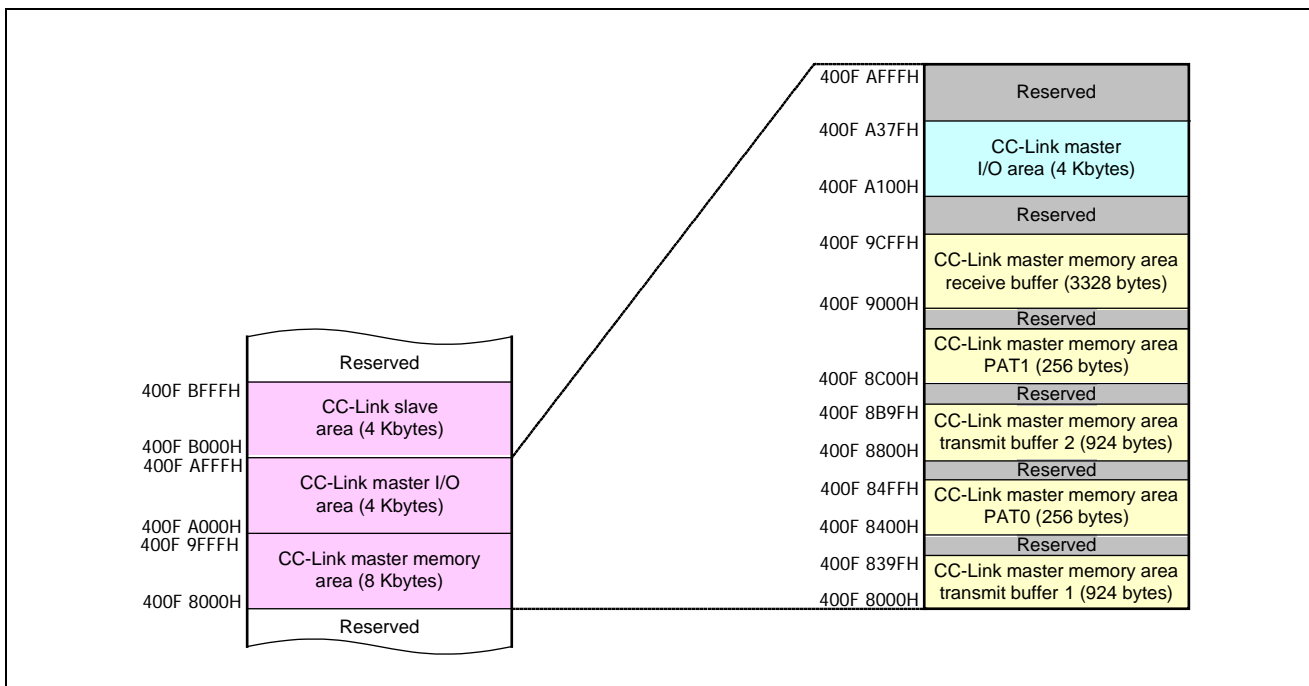 Reserved
400F BFFFH
CC-Link slave
area (4 Kbytes)
400F B000H
400F AFFFH
CC-Link master I/O
area (4 Kbytes)
400F A000H
400F 9FFFH
CC-Link master memory
area (8 Kbytes)
400F 8000H
Reserved
400F AFFFH
Reserved
400F A37FH
CC-Link master
I/O area (4 Kbytes)
400F A100H
Reserved
400F 9CFFH
CC-Link master memory area
receive buffer (3328 bytes)
400F 9000H
Reserved
CC-Link master memory area
PAT1 (256 bytes)
400F 8C00H
Reserved
400F 8B9FH
CC-Link master memory area
transmit buffer 2 (924 bytes)
400F 8800H
Reserved
400F 84FFH
CC-Link master memory area
PAT0 (256 bytes)
400F 8400H
Reserved
400F 839FH
CC-Link master memory area
transmit buffer 1 (924 bytes)
400F 8000H